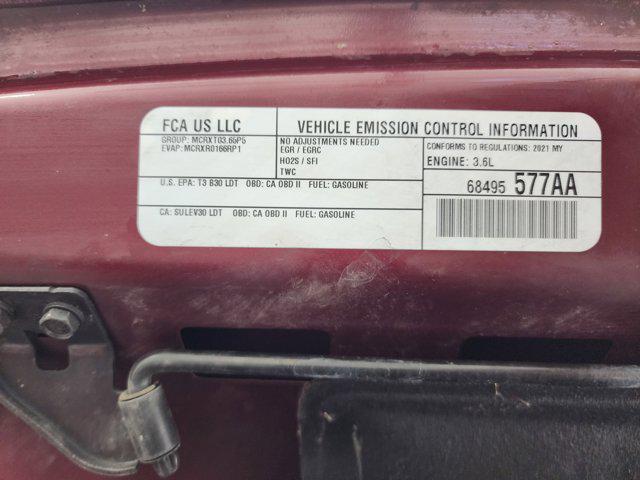 FCA US LLC
VEHICLE EMISSION CONTROL INFORMATION
GROUP: MCRXT03.65P5
EVAP: MCRXR0166RP1
NO ADJUSTMENTS NEEDED
EGR / EGRC
HO2S / SFI
TWC
CONFORMS TO REGULATIONS: 2021 MY
ENGINE: 3.6L
U.S. EPA: T3 B30 LDT OBD: CA OBD II FUEL: GASOLINE
68495 577AA
CA: SULEV30 LDT OBD: CA OBD II FUEL: GASOLINE